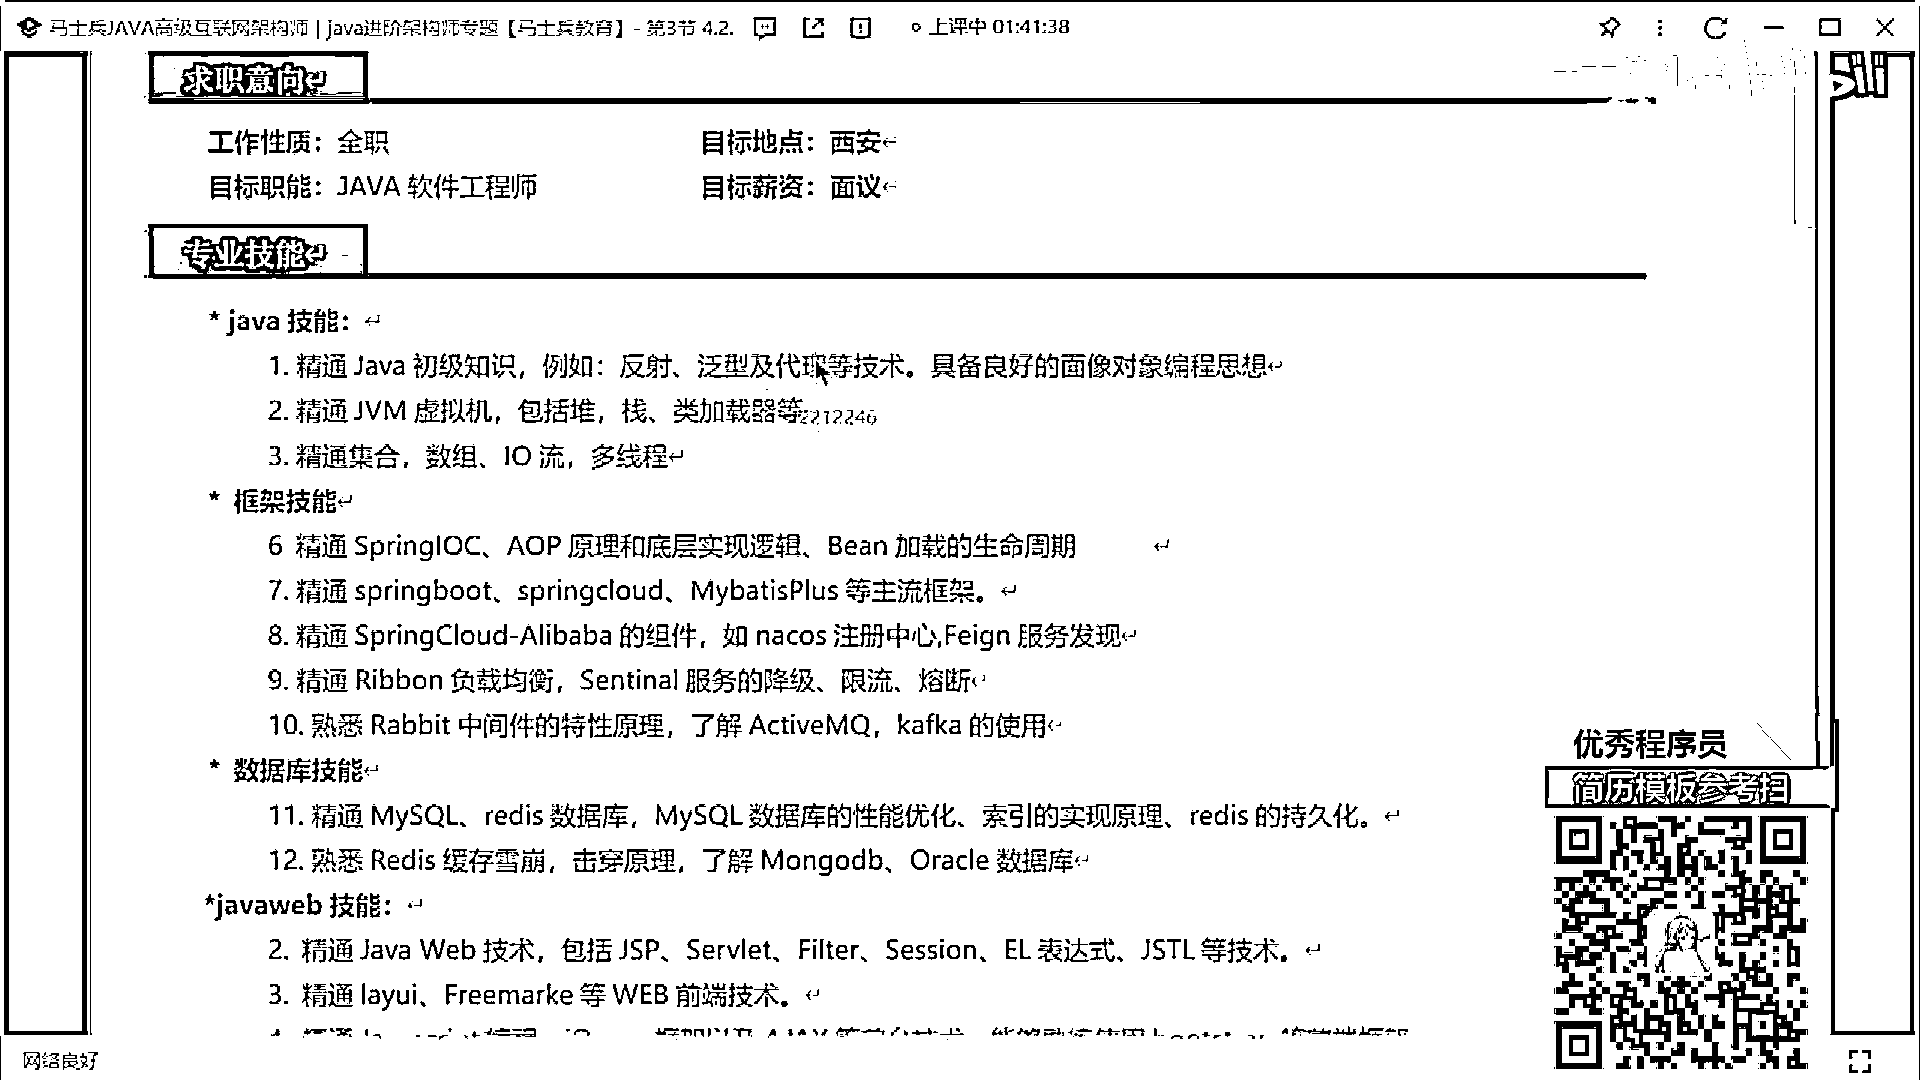 马士兵JAVA高级互联网架构师 | java进阶架构师专题【马士兵教育】- 第3节 4.2. 上课中 01:41:38
求职意向
工作性质：全职 目标地点：西安
目标职能：JAVA 软件工程师 目标薪资：面议
专业技能
* java 技能：
1. 精通 Java 初级知识，例如：反射、泛型及代理等技术。具备良好的面像对象编程思想
2. 精通 JVM 虚拟机，包括堆，栈、类加载器等
2212246
3. 精通集合，数组、IO 流，多线程
* 框架技能
6 精通 SpringIOC、AOP 原理和底层实现逻辑、Bean 加载的生命周期
7. 精通 springboot、springcloud、MybatisPlus 等主流框架。
8. 精通 SpringCloud-Alibaba 的组件，如 nacos 注册中心,Feign 服务发现
9. 精通 Ribbon 负载均衡，Sentinal 服务的降级、限流、熔断
10. 熟悉 Rabbit 中间件的特性原理，了解 ActiveMQ，kafka 的使用
* 数据库技能
11. 精通 MySQL、redis 数据库，MySQL 数据库的性能优化、索引的实现原理、redis 的持久化。
12. 熟悉 Redis 缓存雪崩，击穿原理，了解 Mongodb、Oracle 数据库
*javaweb 技能：
2. 精通 Java Web 技术，包括 JSP、Servlet、Filter、Session、EL 表达式、JSTL 等技术。
3. 精通 layui、Freemarke 等 WEB 前端技术。
优秀程序员
简历模板参考扫
网络良好